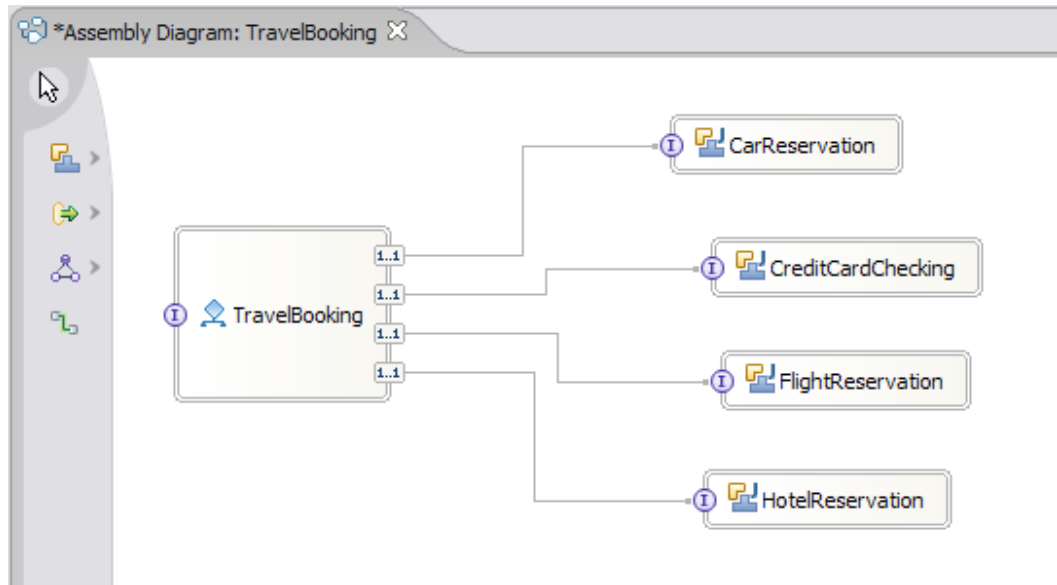 *Assembly Diagram: TravelBooking
CarReservation
1..1
1..1
CreditCardChecking
TravelBooking
1..1
1..1
FlightReservation
HotelReservation